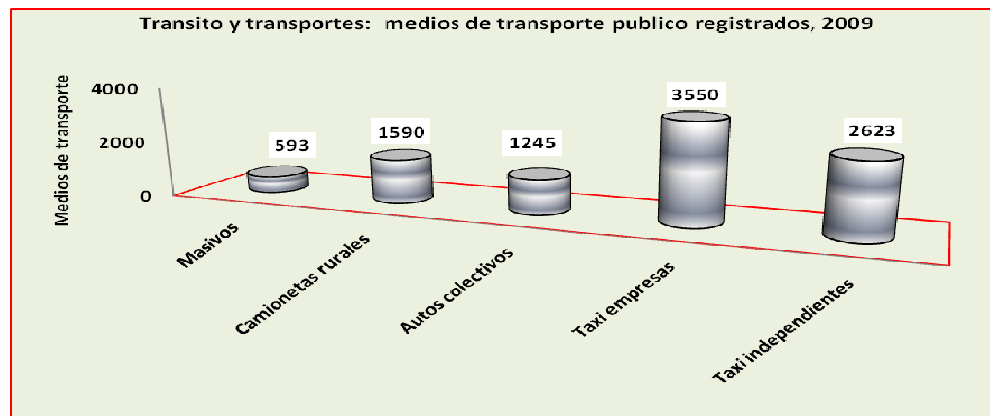 Transito y transportes: medios de transporte publico registrados, 2009
Medios de transporte
4000
2000
0
593
1590
1245
3550
2623
Masivos
Camionetas rurales
Autos colectivos
Taxi empresas
Taxi independientes